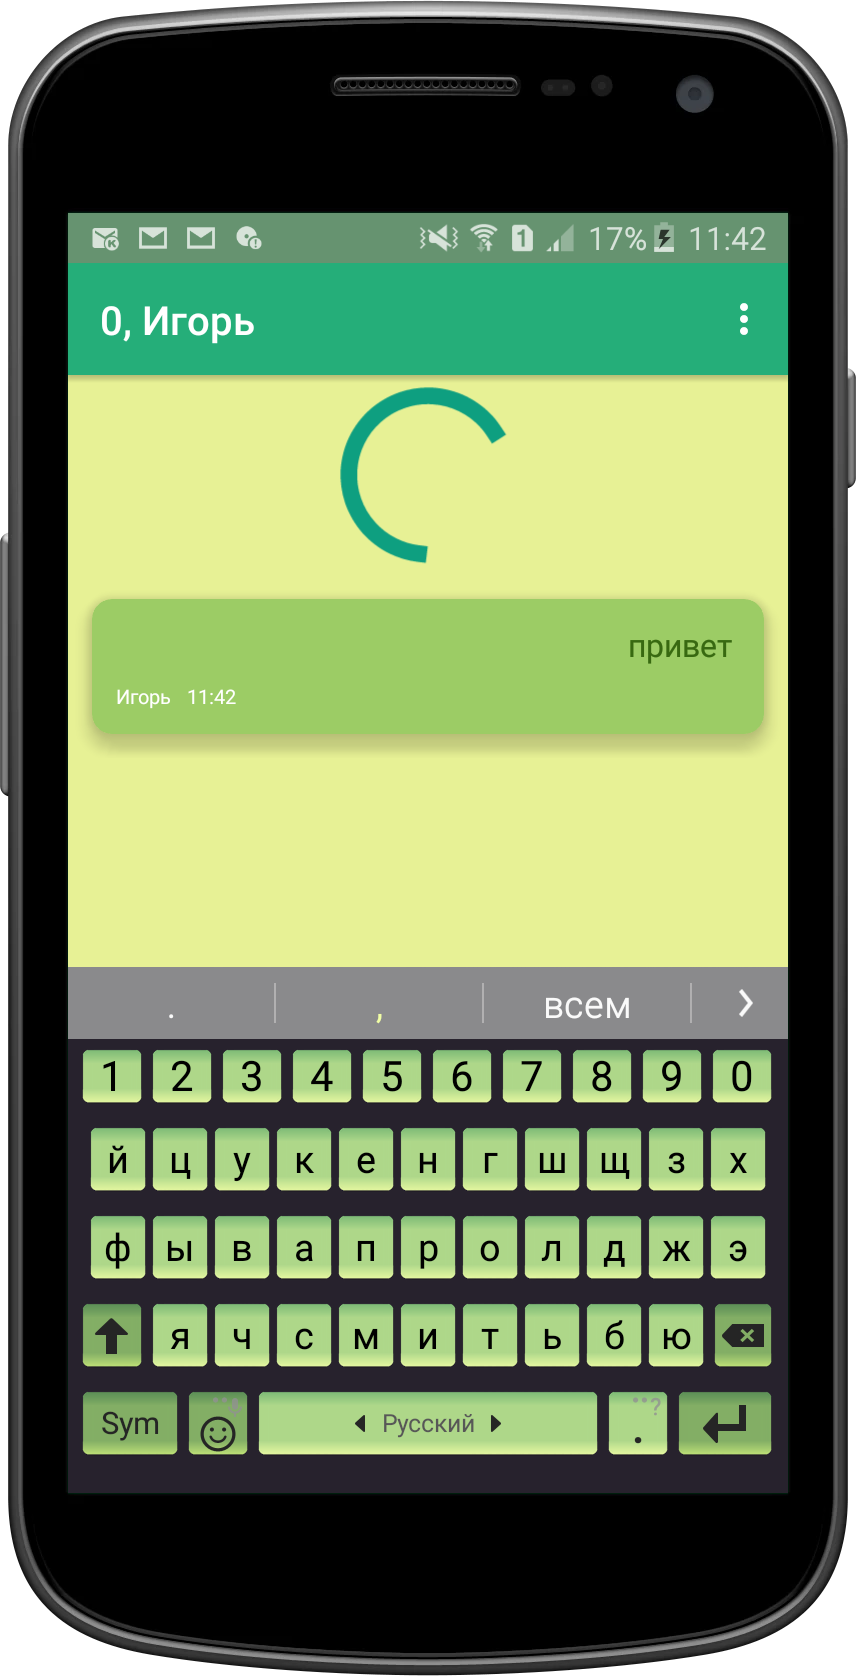 17% 11:42
0, Игорь
привет
Игорь 11:42
. , всем
1 2 3 4 5 6 7 8 9 0
й ц у к е н г ш щ з х
ф ы в а п р о л д ж э
я ч с м и т ь б ю
Sym Русский . ?